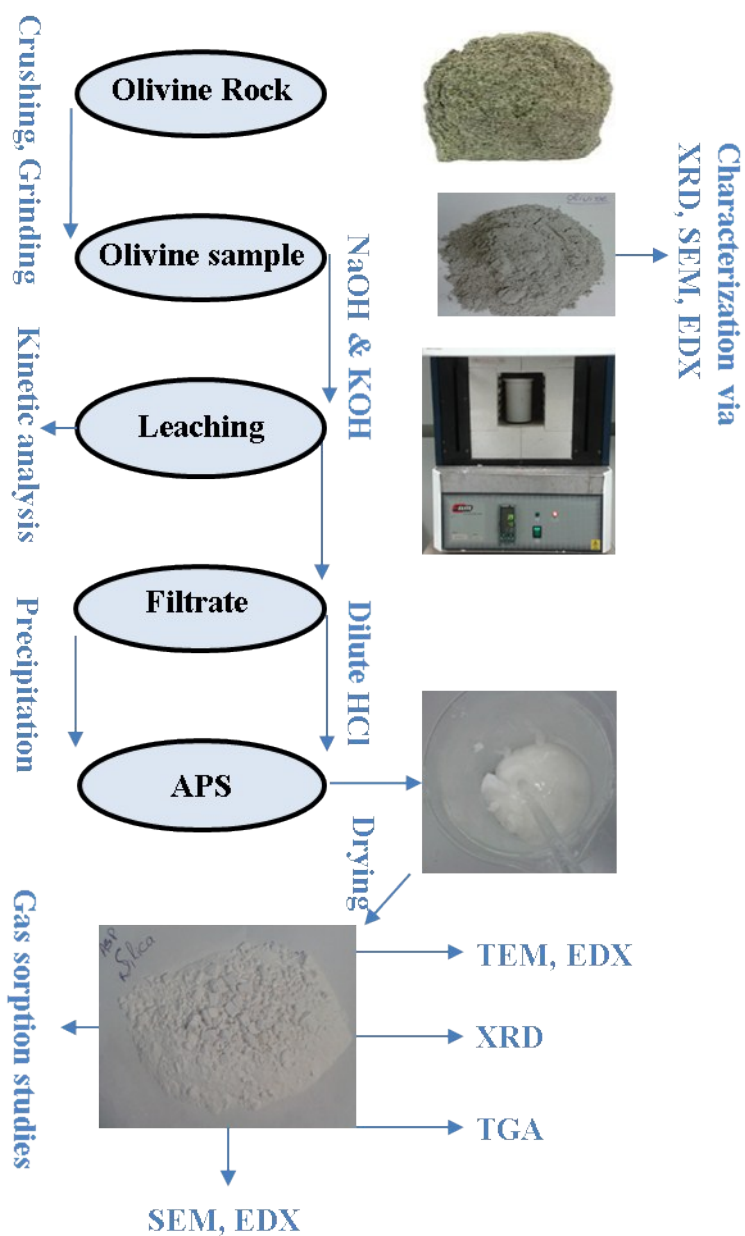 Crushing, Grinding
Olivine Rock
Characterization via
XRD, SEM, EDX
Olivine sample
NaOH & KOH
Leaching
Kinetic analysis
Filtrate
Dilute HCl
Precipitation
APS
Drying
Silica
Gas sorption studies
TEM, EDX
XRD
TGA
SEM, EDX